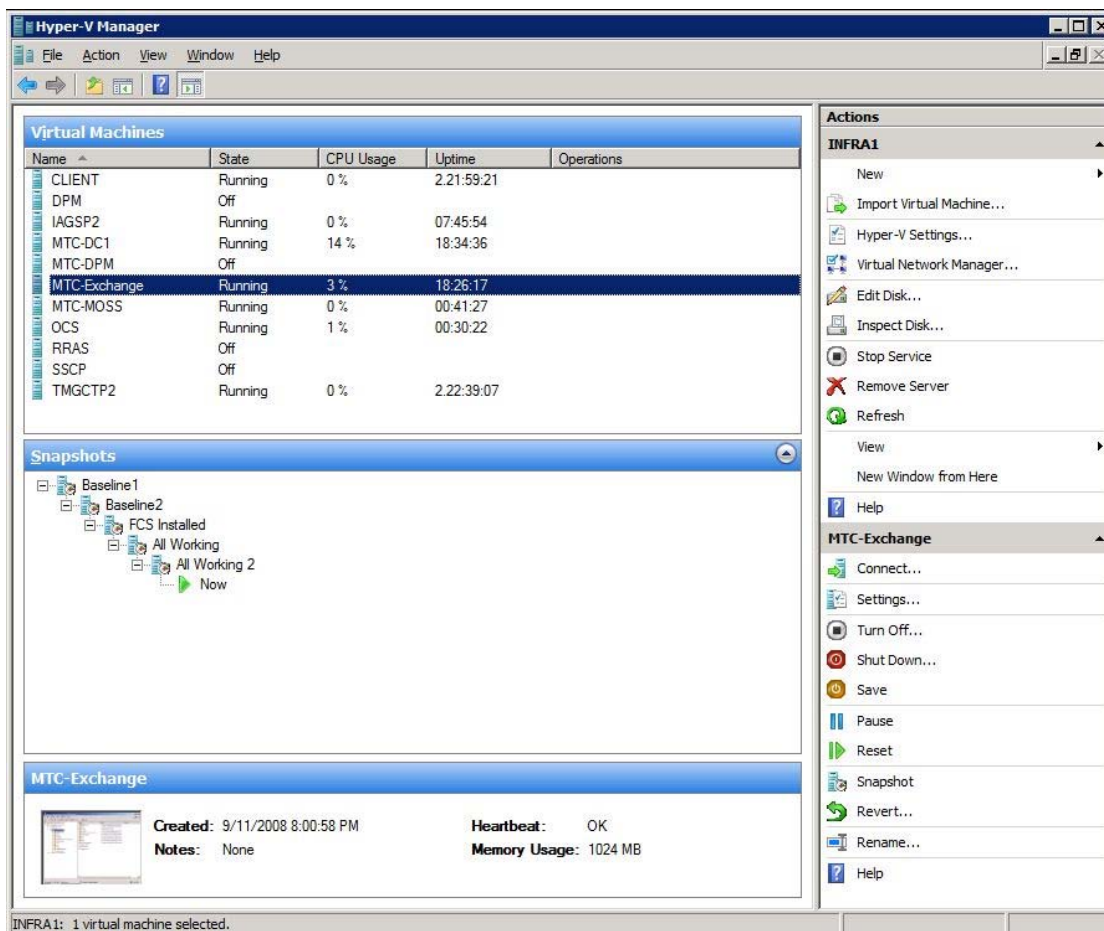 Hyper-V Manager
File Action View Window Help
Virtual Machines
Name State CPU Usage Uptime Operations
CLIENT Running 0 % 2.21:59:21
DPM Off
IAGSP2 Running 0 % 07:45:54
MTC-DC1 Running 14 % 18:34:36
MTC-DPM Off
MTC-Exchange Running 3 % 18:26:17
MTC-MOSS Running 0 % 00:41:27
OCS Running 1 % 00:30:22
RRAS Off
SSCP Off
TMGCTP2 Running 0 % 2.22:39:07
Snapshots
Baseline1
Baseline2
FCS Installed
All Working
All Working 2
Now
MTC-Exchange
Created: 9/11/2008 8:00:58 PM Heartbeat: OK
Notes: None Memory Usage: 1024 MB
Actions
INFRA1
New
Import Virtual Machine...
Hyper-V Settings...
Virtual Network Manager...
Edit Disk...
Inspect Disk...
Stop Service
Remove Server
Refresh
View
New Window from Here
Help
MTC-Exchange
Connect...
Settings...
Turn Off...
Shut Down...
Save
Pause
Reset
Snapshot
Revert...
Rename...
Help
INFRA1: 1 virtual machine selected.